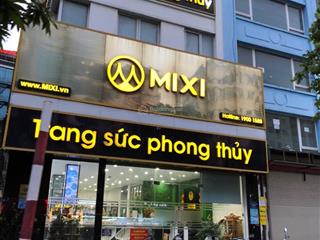 MIXI
www.MIXI.vn
Hotline: 1900 1588
Trang sức phong thủy